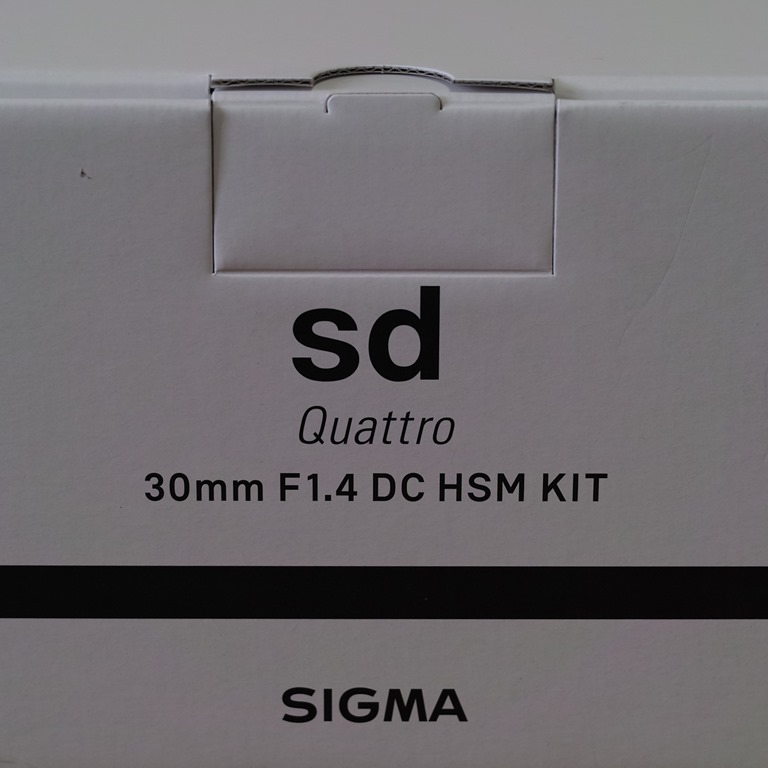 sd
Quattro
30mm F1.4 DC HSM KIT
SIGMA